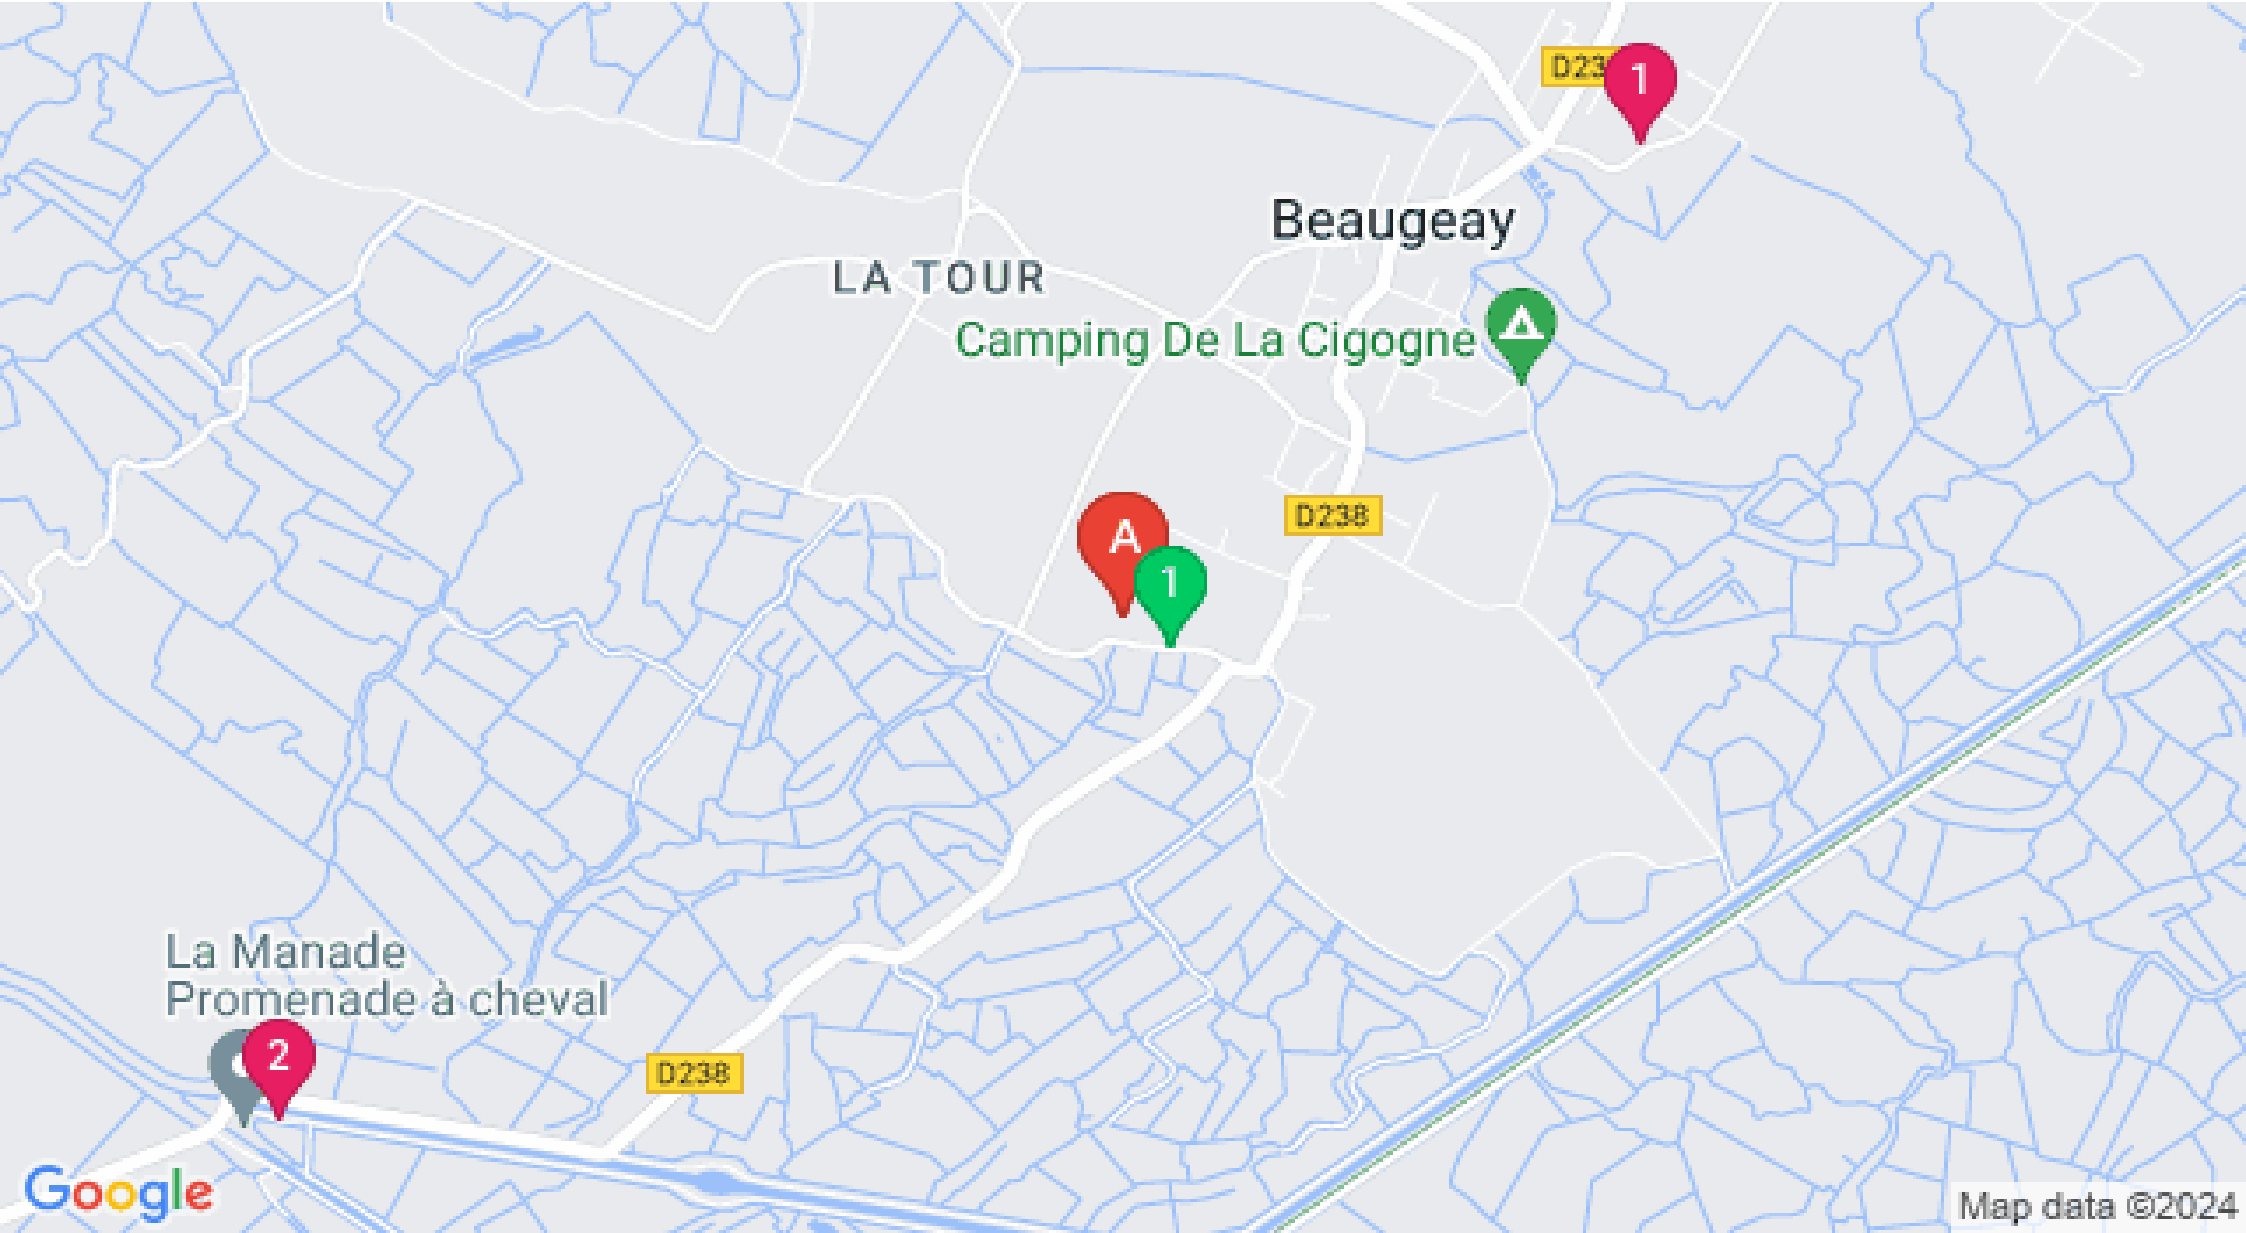 D23
1
Beaugeay
LA TOUR
Camping De La Cigogne
D238
A
1
La Manade
Promenade à cheval
2
D238
Google
Map data ©2024